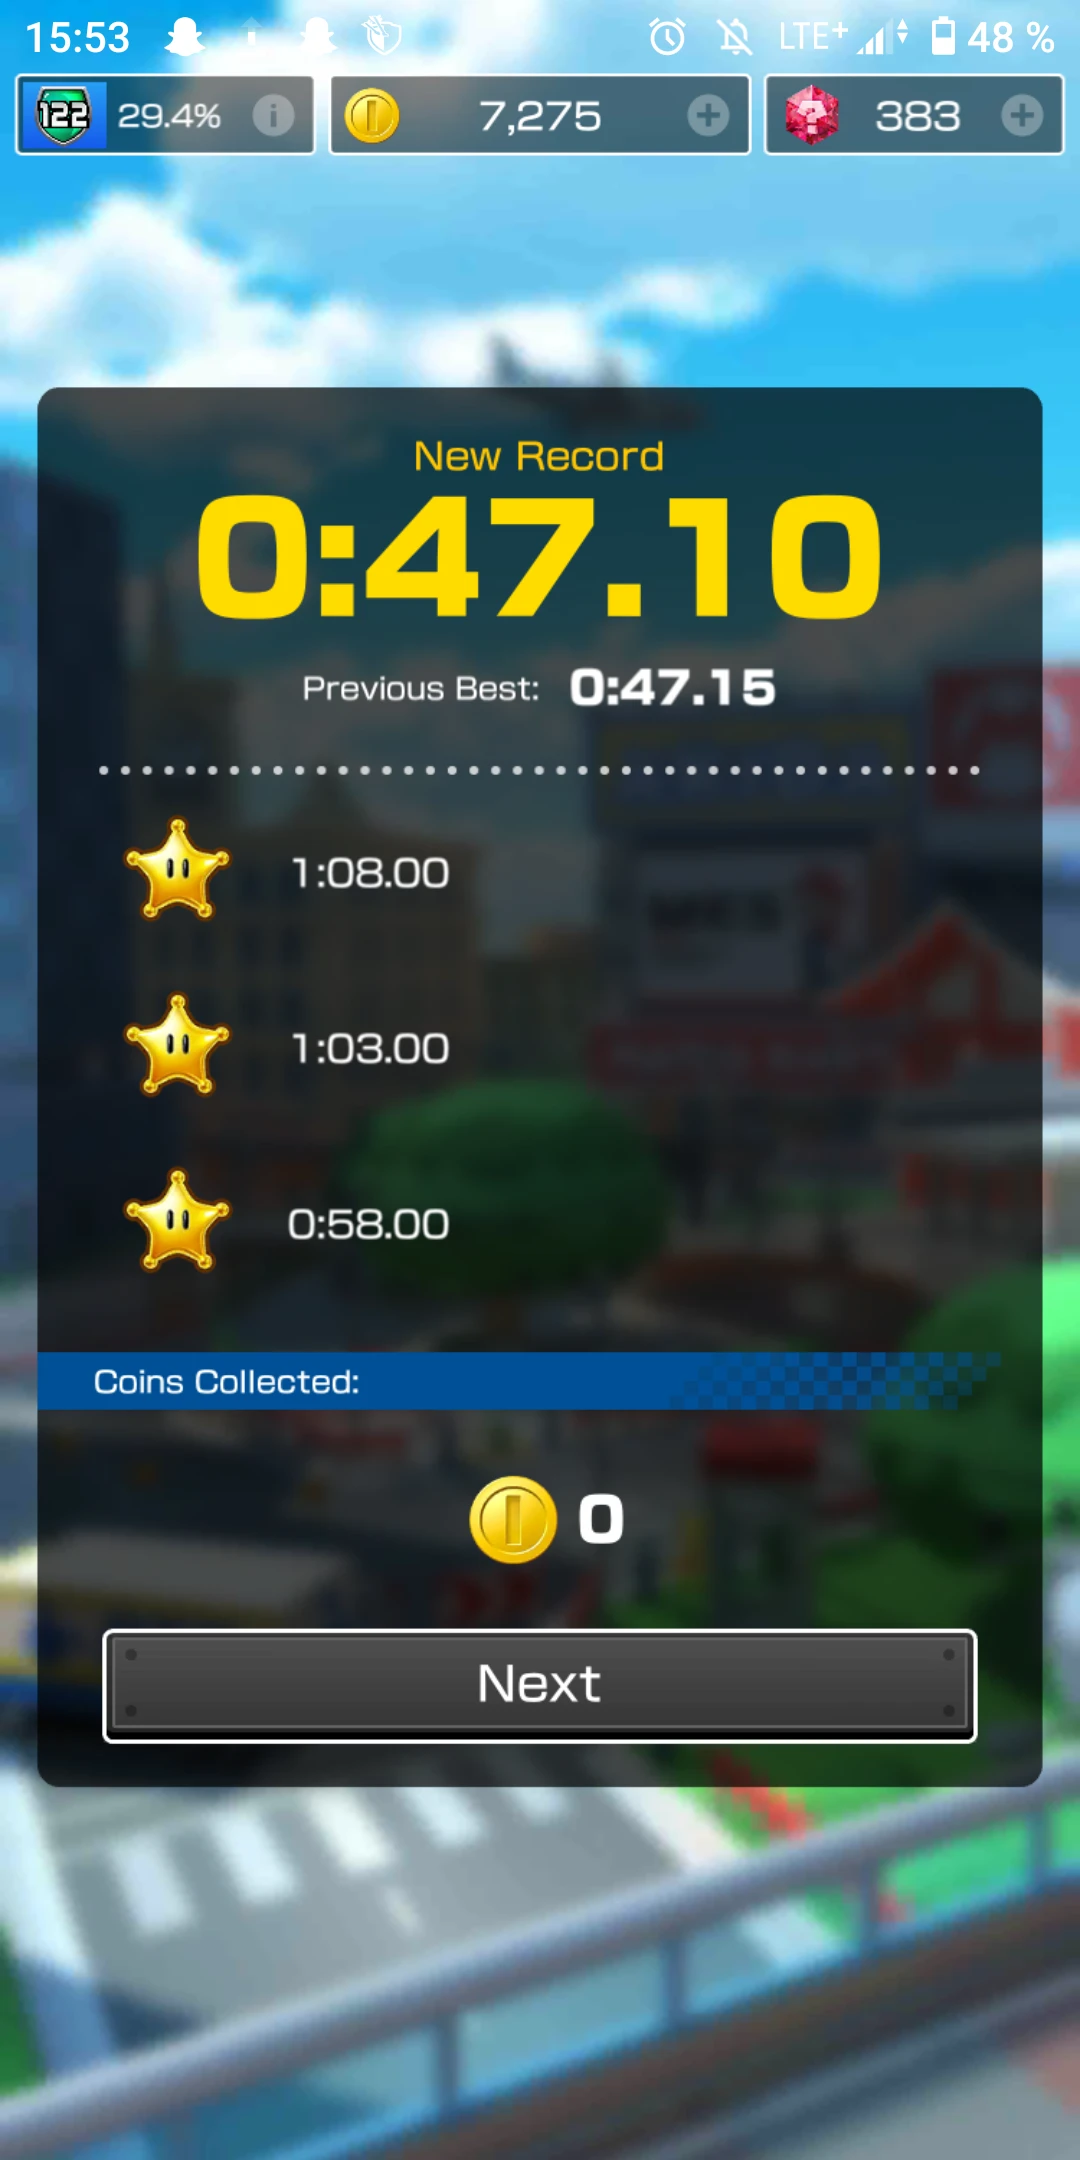 15:53 LTE+ 48 %
122 29.4% i 7,275 + 383 +
New Record
0:47.10
Previous Best: 0:47.15
1:08.00
1:03.00
0:58.00
Coins Collected:
0
Next